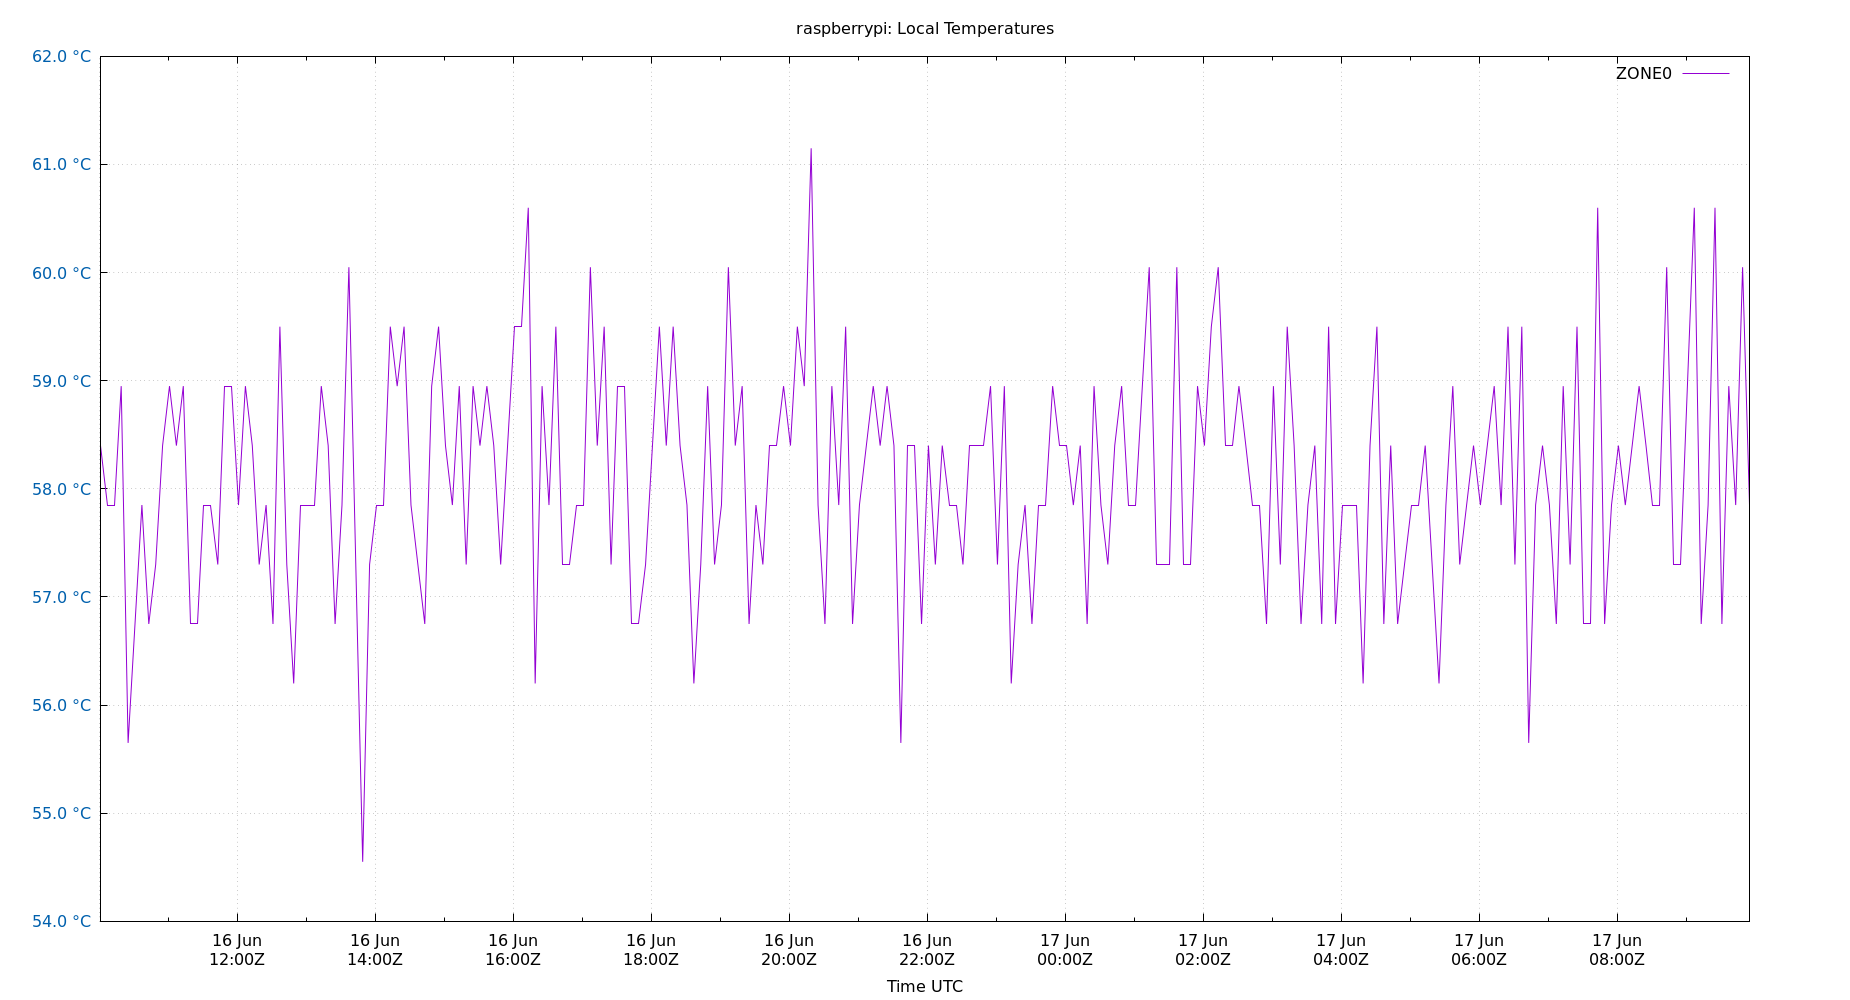 raspberrypi: Local Temperatures
62.0 °C
ZONE0
61.0 °C
60.0 °C
59.0 °C
58.0 °C
57.0 °C
56.0 °C
55.0 °C
54.0 °C
16 Jun 16 Jun 16 Jun 16 Jun 16 Jun 16 Jun 17 Jun 17 Jun 17 Jun 17 Jun 17 Jun
12:00Z 14:00Z 16:00Z 18:00Z 20:00Z 22:00Z 00:00Z 02:00Z 04:00Z 06:00Z 08:00Z
Time UTC